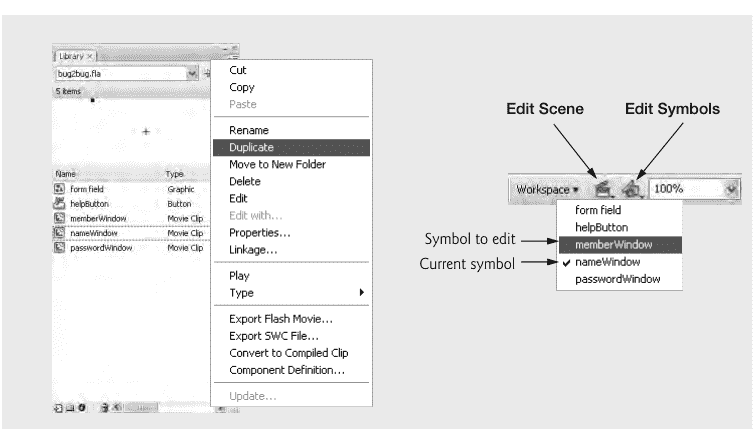 Library ×
bug2bug.fla
5 items
Name Type
form field Graphic
helpButton Button
memberWindow Movie Clip
nameWindow Movie Clip
passwordWindow Movie Clip
Cut
Copy
Paste
Rename
Duplicate
Move to New Folder
Delete
Edit
Edit with...
Properties...
Linkage...
Play
Type
Export Flash Movie...
Export SWC File...
Convert to Compiled Clip
Component Definition...
Update...
Edit Scene Edit Symbols
Workspace 100%
form field
helpButton
Symbol to edit memberWindow
Current symbol nameWindow
passwordWindow